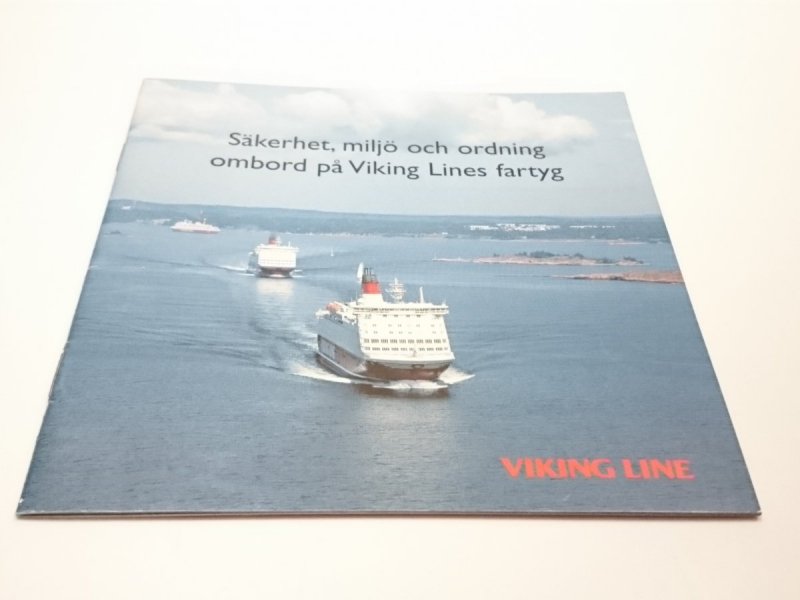 Säkerhet, miljö och ordning
ombord på Viking Lines fartyg
VIKING LINE